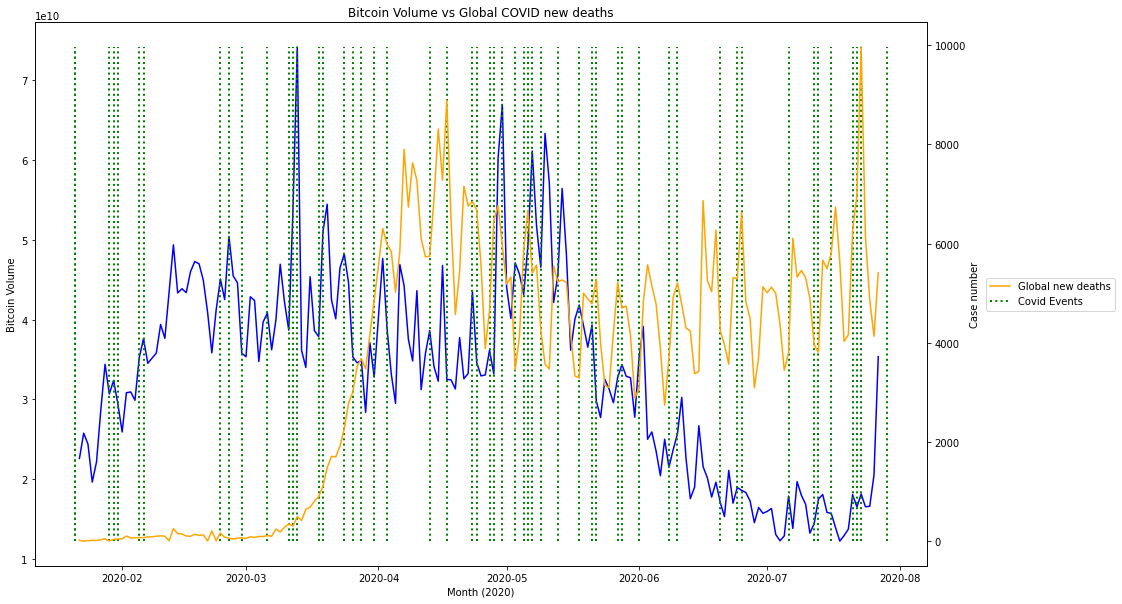 Bitcoin Volume vs Global COVID new deaths
1e10
7
6
5
4
3
2
1
Bitcoin Volume
10000
8000
6000
4000
2000
0
Case number
Global new deaths
Covid Events
2020-02
2020-03
2020-04
2020-05
2020-06
2020-07
2020-08
Month (2020)